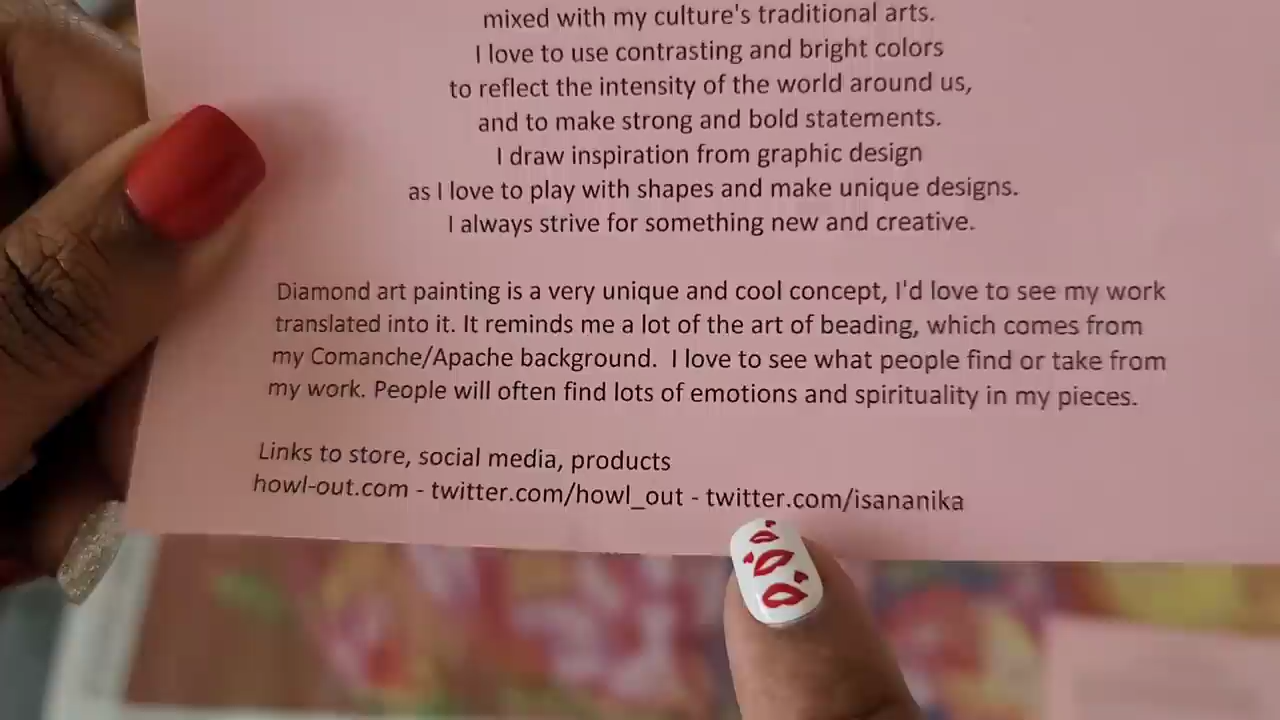 mixed with my culture's traditional arts.
I love to use contrasting and bright colors
to reflect the intensity of the world around us,
and to make strong and bold statements.
I draw inspiration from graphic design
as I love to play with shapes and make unique designs.
I always strive for something new and creative.
Diamond art painting is a very unique and cool concept, I'd love to see my work
translated into it. It reminds me a lot of the art of beading, which comes from
my Comanche/Apache background.  I love to see what people find or take from
my work. People will often find lots of emotions and spirituality in my pieces.
Links to store, social media, products
howl-out.com - twitter.com/howl_out - twitter.com/isananika